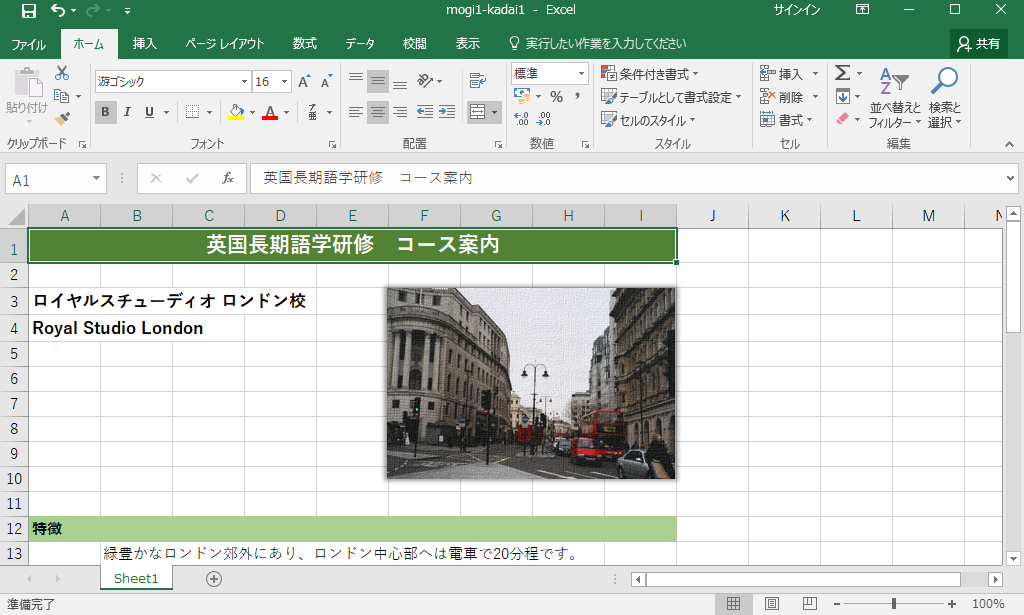 mogi1-kadai1 - Excel
サインイン
ファイル ホーム 挿入 ページ レイアウト 数式 データ 校閲 表示 実行したい作業を入力してください 共有
貼り付け
游ゴシック 16 A A
標準
B I U A
% ,
条件付き書式
テーブルとして書式設定
セルのスタイル
挿入
削除
書式
Σ
並べ替えと
フィルター
検索と
選択
クリップボード フォント 配置 数値 スタイル セル 編集
A1 fx 英国長期語学研修　コース案内
A B C D E F G H I J K L M N
1 英国長期語学研修　コース案内
2
3 ロイヤルスチューディオ ロンドン校
4 Royal Studio London
5
6
7
8
9
10
11
12 特徴
13 緑豊かなロンドン郊外にあり、ロンドン中心部へは電車で20分程です。
Sheet1
準備完了 100%